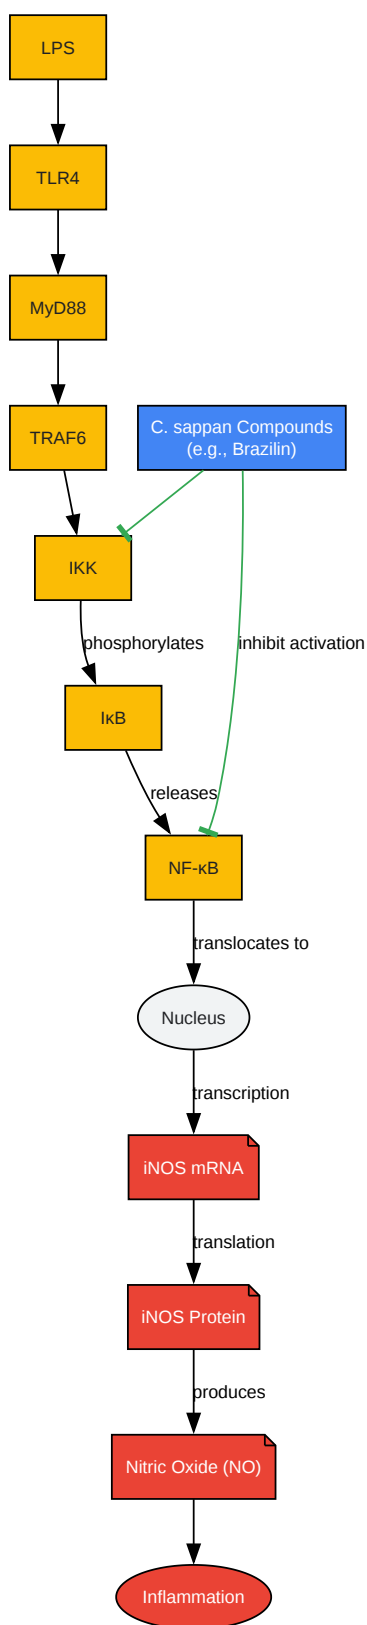 LPS
TLR4
MyD88
TRAF6
C. sappan Compounds
(e.g., Brazilin)
IKK
phosphorylates
inhibit activation
IκB
releases
NF-κB
translocates to
Nucleus
transcription
iNOS mRNA
translation
iNOS Protein
produces
Nitric Oxide (NO)
Inflammation